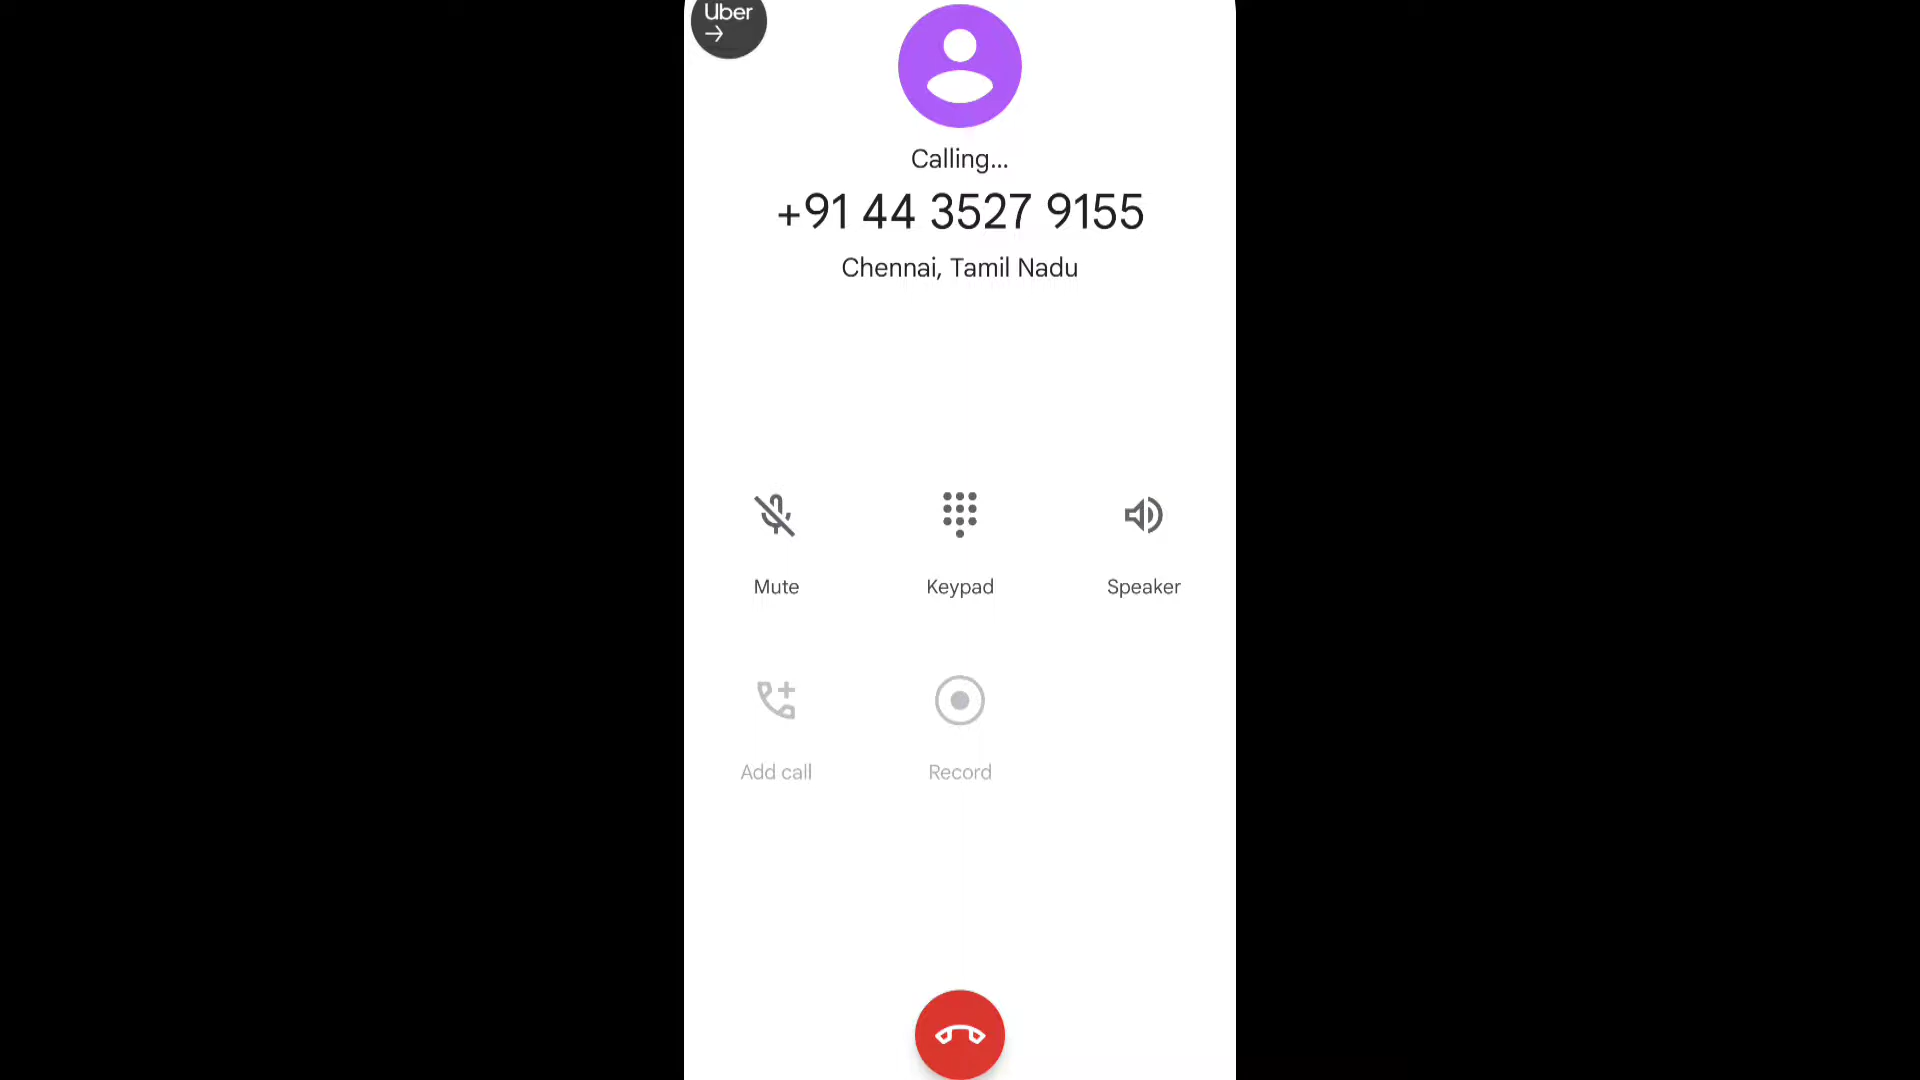 Uber
→
Calling...
+91 44 3527 9155
Chennai, Tamil Nadu
Mute
Keypad
Speaker
Add call
Record